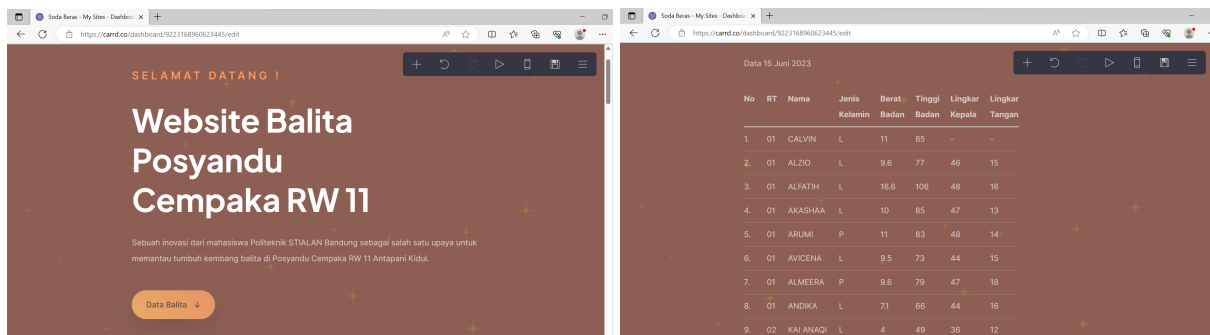 Soda Beras - My Sites - Dashboa
https://carrd.co/dashboard/9223168960623445/edit
SELAMAT DATANG !
Website Balita
Posyandu
Cempaka RW 11
Sebuah inovasi dari mahasiswa Politeknik STIALAN Bandung sebagai salah satu upaya untuk
memantau tumbuh kembang balita di Posyandu Cempaka RW 11 Antapani Kidul.
Data Balita ↓
Soda Beras - My Sites - Dashboa
https://carrd.co/dashboard/9223168960623445/edit
Data 15 Juni 2023
No RT Nama Jenis Kelamin Berat Badan Tinggi Badan Lingkar Kepala Lingkar Tangan
1. 01 CALVIN L 11 85 - -
2. 01 ALZIO L 9.6 77 46 15
3. 01 ALFATIH L 16.6 106 48 16
4. 01 AKASHAA L 10 85 47 13
5. 01 ARUMI P 11 83 48 14
6. 01 AVICENA L 9.5 73 44 15
7. 01 ALMEERA P 9.6 79 47 18
8. 01 ANDIKA L 7.1 66 44 16
9. 02 KAI ANAQI L 4 49 36 12